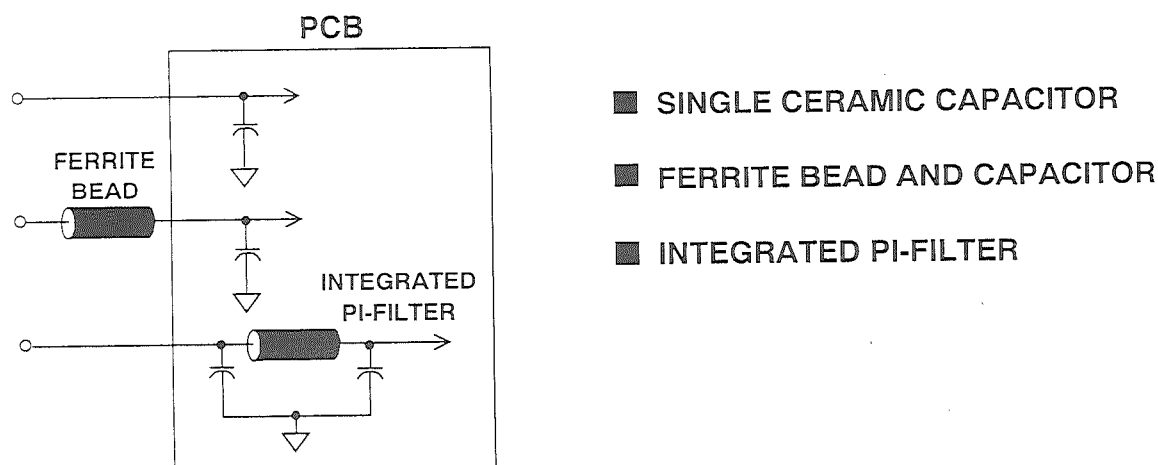 PCB
FERRITE
BEAD
INTEGRATED
PI-FILTER
SINGLE CERAMIC CAPACITOR
FERRITE BEAD AND CAPACITOR
INTEGRATED PI-FILTER